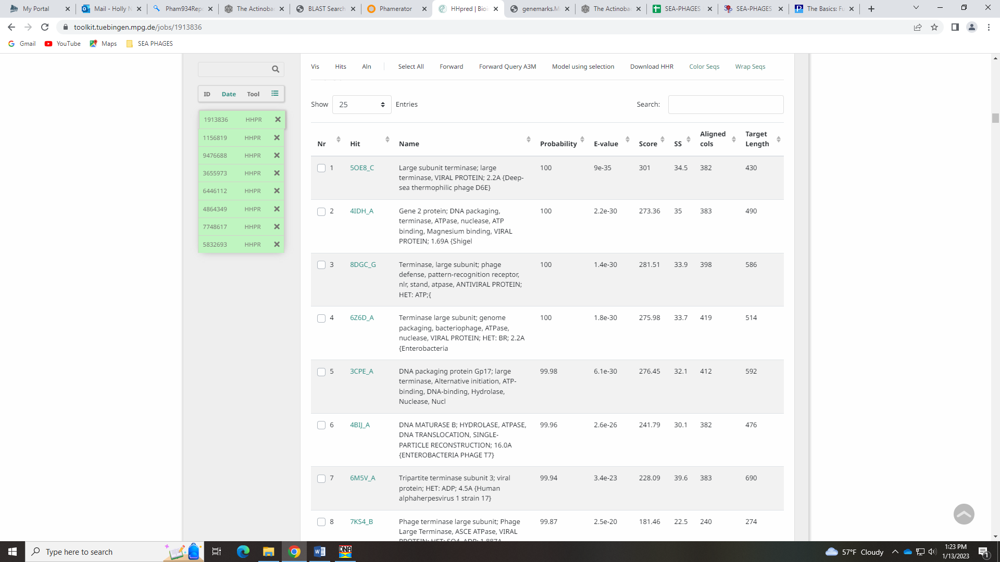 My Portal
Mail - Holly N
Pham934Repo
The Actinobac
BLAST Search
Phamerator
HHpred | Bioi
genemarks.M
The Actinobac
SEA-PHAGES
SEA-PHAGES
The Basics: Fu
toolkit.tuebingen.mpg.de/jobs/1913836
Gmail YouTube Maps SEA PHAGES
Vis Hits Aln Select All Forward Forward Query A3M Model using selection Download HHR Color Seqs Wrap Seqs
ID Date Tool
1913836 HHPR
1156819 HHPR
9476688 HHPR
3655973 HHPR
6446112 HHPR
4864349 HHPR
7748617 HHPR
5832693 HHPR
Show 25 Entries Search:
Nr Hit Name Probability E-value Score SS Aligned cols Target Length
1 5OE8_C Large subunit terminase; large 100 9e-35 301 34.5 382 430
terminase, VIRAL PROTEIN; 2.2A {Deep-
sea thermophilic phage D6E}
2 4IDH_A Gene 2 protein; DNA packaging, 100 2.2e-30 273.36 35 383 490
terminase, ATPase, nuclease, ATP
binding, Magnesium binding, VIRAL
PROTEIN; 1.69A {Shigel
3 8DGC_G Terminase, large subunit; phage 100 1.4e-30 281.51 33.9 398 586
defense, pattern-recognition receptor,
nlr, stand, atpase, ANTIVIRAL PROTEIN;
HET: ATP;{
4 6Z6D_A Terminase large subunit; genome 100 1.8e-30 275.98 33.7 419 514
packaging, bacteriophage, ATPase,
nuclease, VIRAL PROTEIN; HET: BR; 2.2A
{Enterobacteria
5 3CPE_A DNA packaging protein Gp17; large 99.98 6.1e-30 276.45 32.1 412 592
terminase, Alternative initiation, ATP-
binding, DNA-binding, Hydrolase,
Nuclease, Nucl
6 4BIJ_A DNA MATURASE B; HYDROLASE, ATPASE, 99.96 2.6e-26 241.79 30.1 382 476
DNA TRANSLOCATION, SINGLE-
PARTICLE RECONSTRUCTION; 16.0A
{ENTEROBACTERIA PHAGE T7}
7 6M5V_A Tripartite terminase subunit 3; viral 99.94 3.4e-23 228.09 39.6 383 690
protein; HET: ADP; 4.5A {Human
alphaherpesvirus 1 strain 17}
8 7KS4_B Phage terminase large subunit; Phage 99.87 2.5e-20 181.46 22.5 240 274
Large Terminase, ASCE ATPase, VIRAL
PROTEIN; HET: SO4, ADP; 1.887A
Type here to search
DNA
57°F Cloudy
1:23 PM
1/13/2023
1